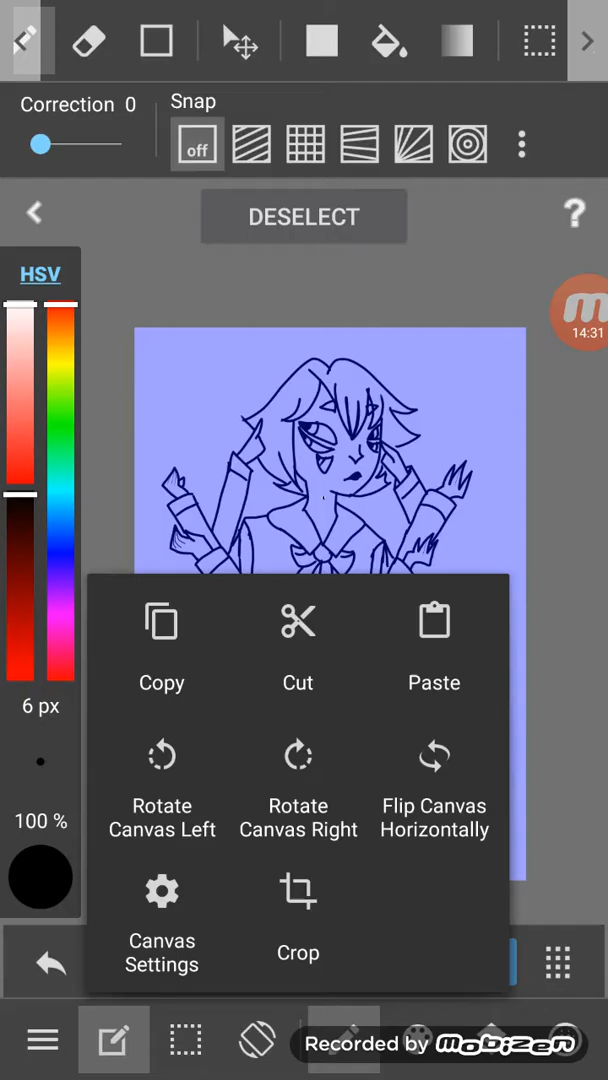 Correction 0
Snap
off
DESELECT
?
HSV
14:31
6 px
100 %
Copy
Cut
Paste
Rotate
Canvas Left
Rotate
Canvas Right
Flip Canvas
Horizontally
Canvas
Settings
Crop
Recorded by mobizen